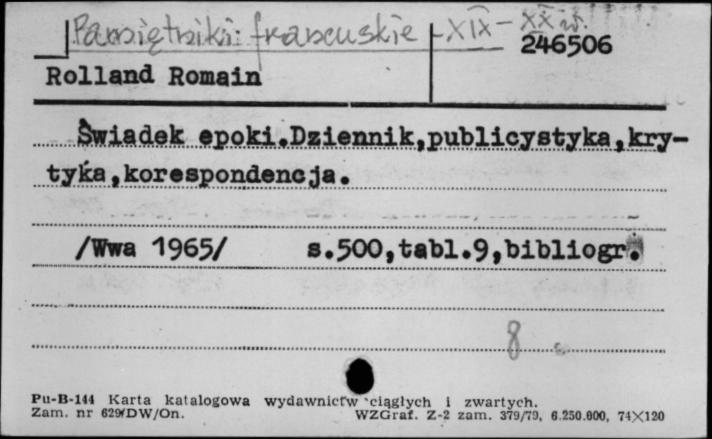 Pamiętniki francuskie - XIX - XX w.
246506
Rolland Romain
Świadek epoki.Dziennik,publicystyka,kry-
tyka,korespondencja.
/Wwa 1965/ s.500,tabl.9,bibliogr.
8
Pu-B-144 Karta katalogowa wydawnictw ciągłych i zwartych.
Zam. nr 629/DW/On. WZGraf. Z-2 zam. 379/79, 6.250.000, 74X120